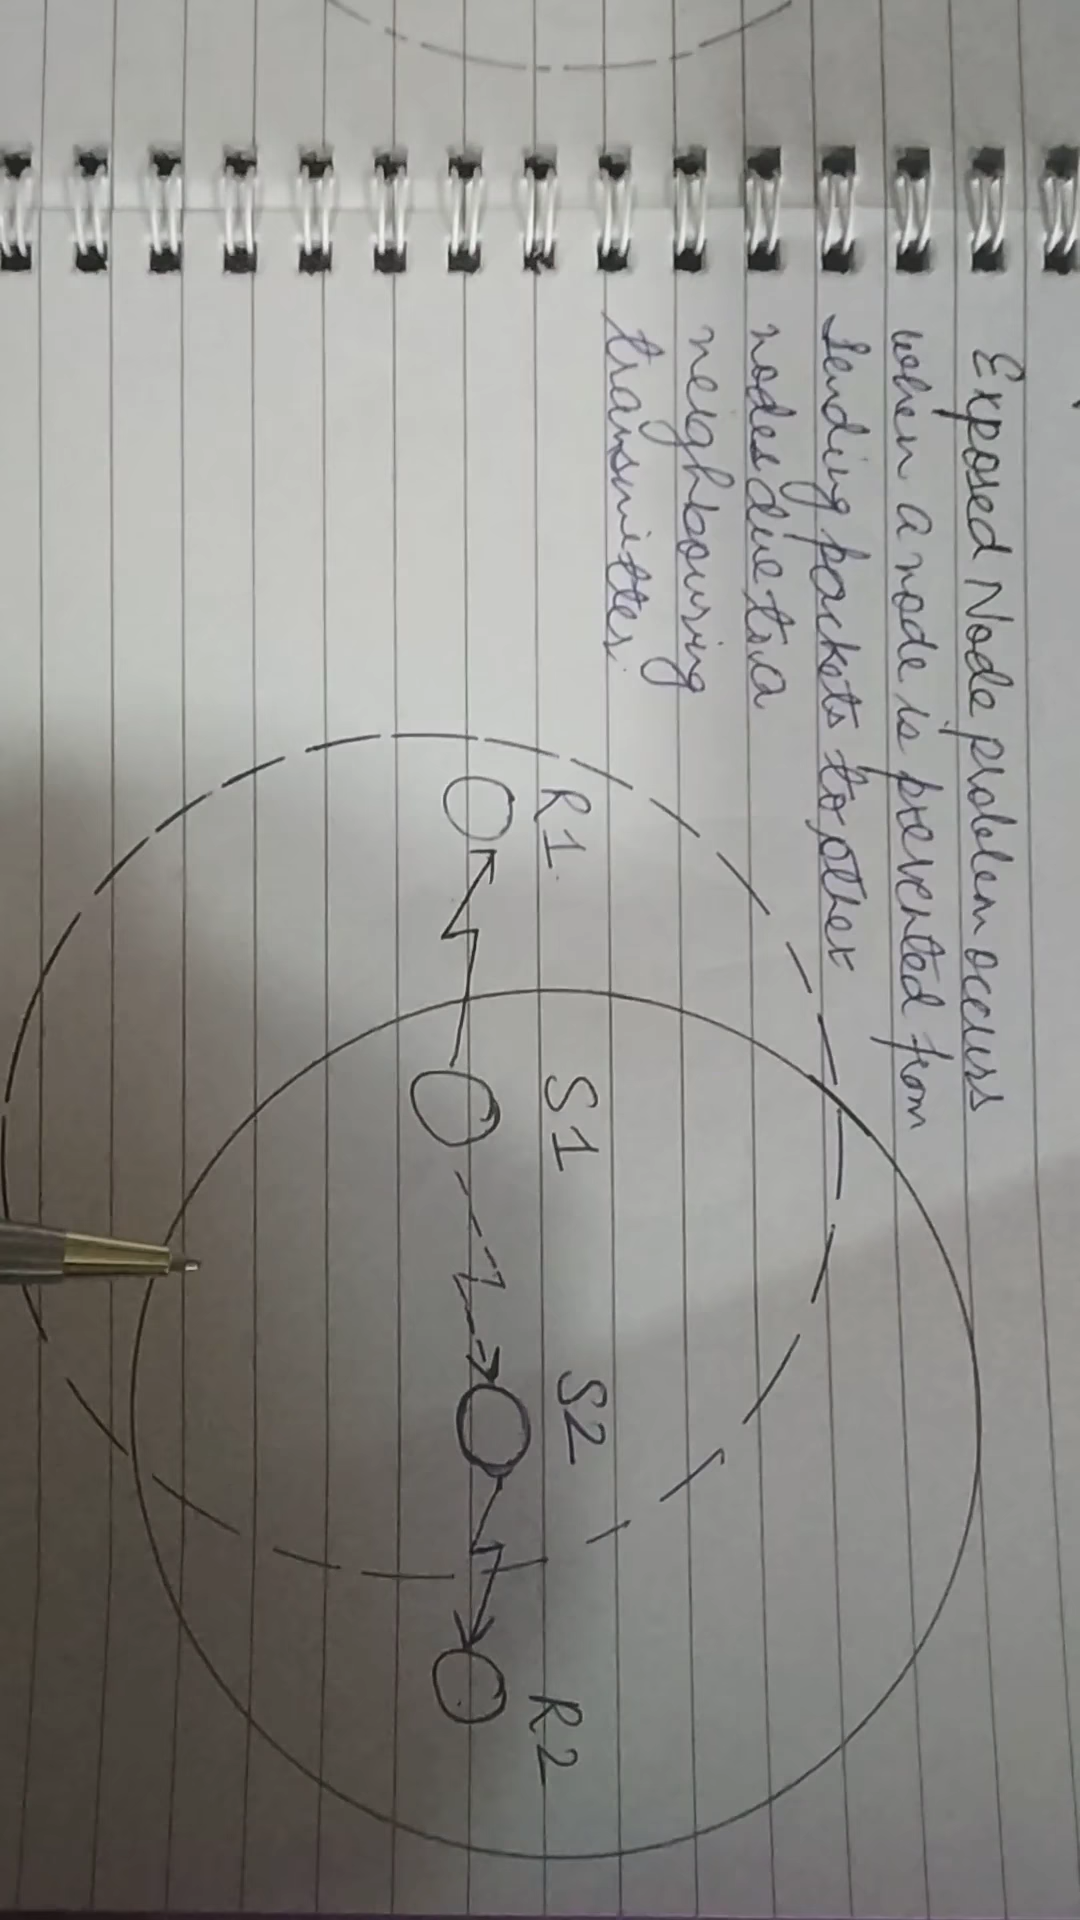 Exposed Node problem occurs
when a node is prevented from
sending packets to other
nodes due to a
neighbouring
transmitter.
R1 S1 S2 R2